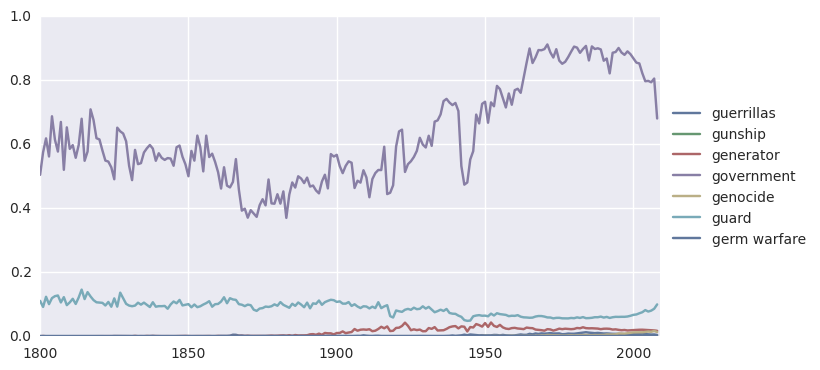 1.0
0.8
0.6
0.4
0.2
0.0
1800 1850 1900 1950 2000
guerrillas
gunship
generator
government
genocide
guard
germ warfare